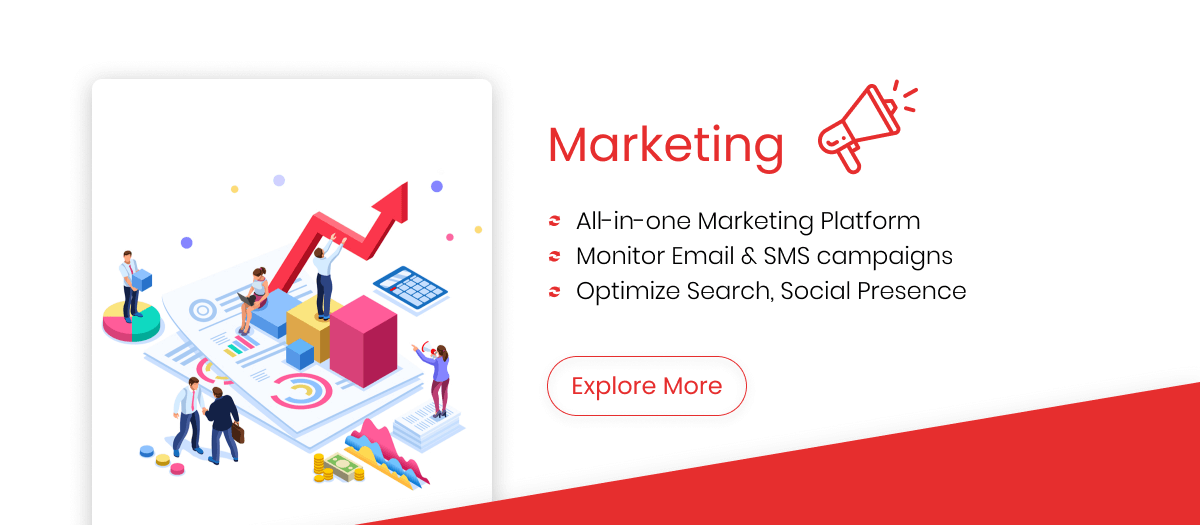 Marketing
All-in-one Marketing Platform
Monitor Email & SMS campaigns
Optimize Search, Social Presence
Explore More